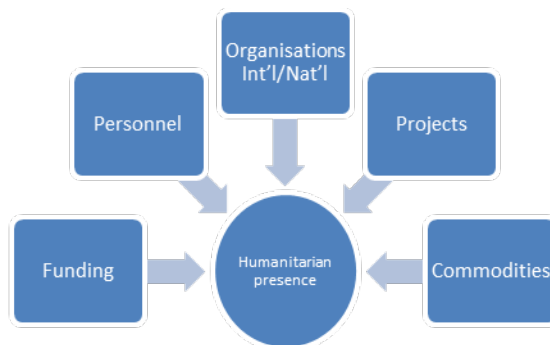 Organisations
Int'l/Nat'l
Personnel
Projects
Funding
Humanitarian
presence
Commodities